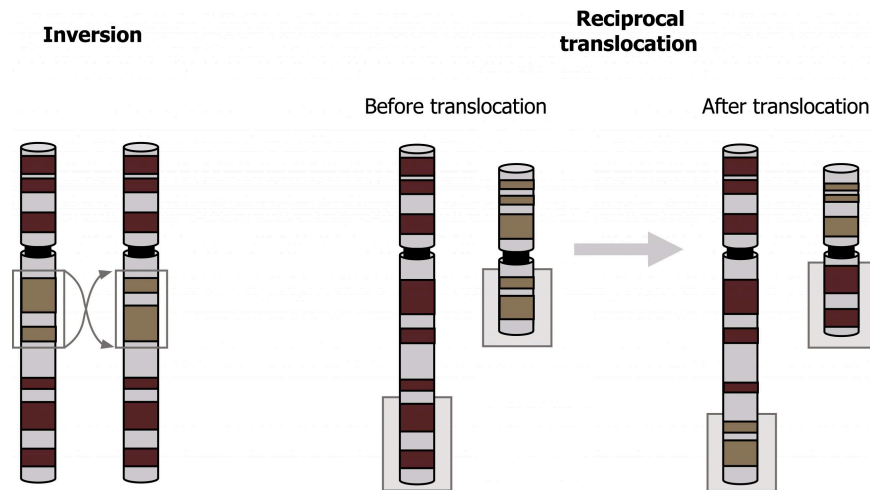 Inversion
Reciprocal
translocation
Before translocation
After translocation